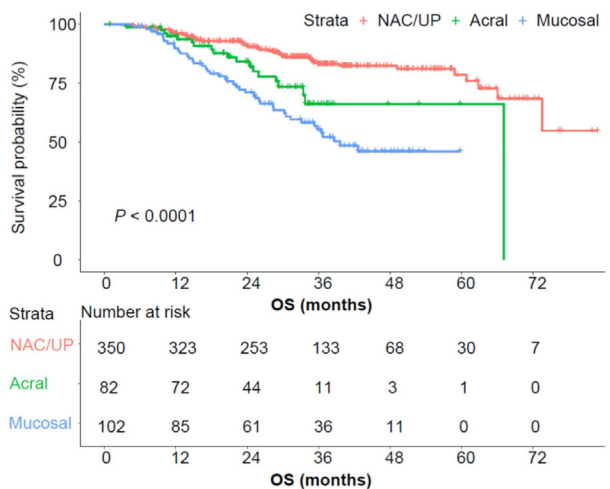 Strata NAC/UP Acral Mucosal
100
75
50
25
0
Survival probability (%)
P < 0.0001
0 12 24 36 48 60 72
OS (months)
Strata Number at risk
NAC/UP 350 323 253 133 68 30 7
Acral 82 72 44 11 3 1 0
Mucosal 102 85 61 36 11 0 0
0 12 24 36 48 60 72
OS (months)